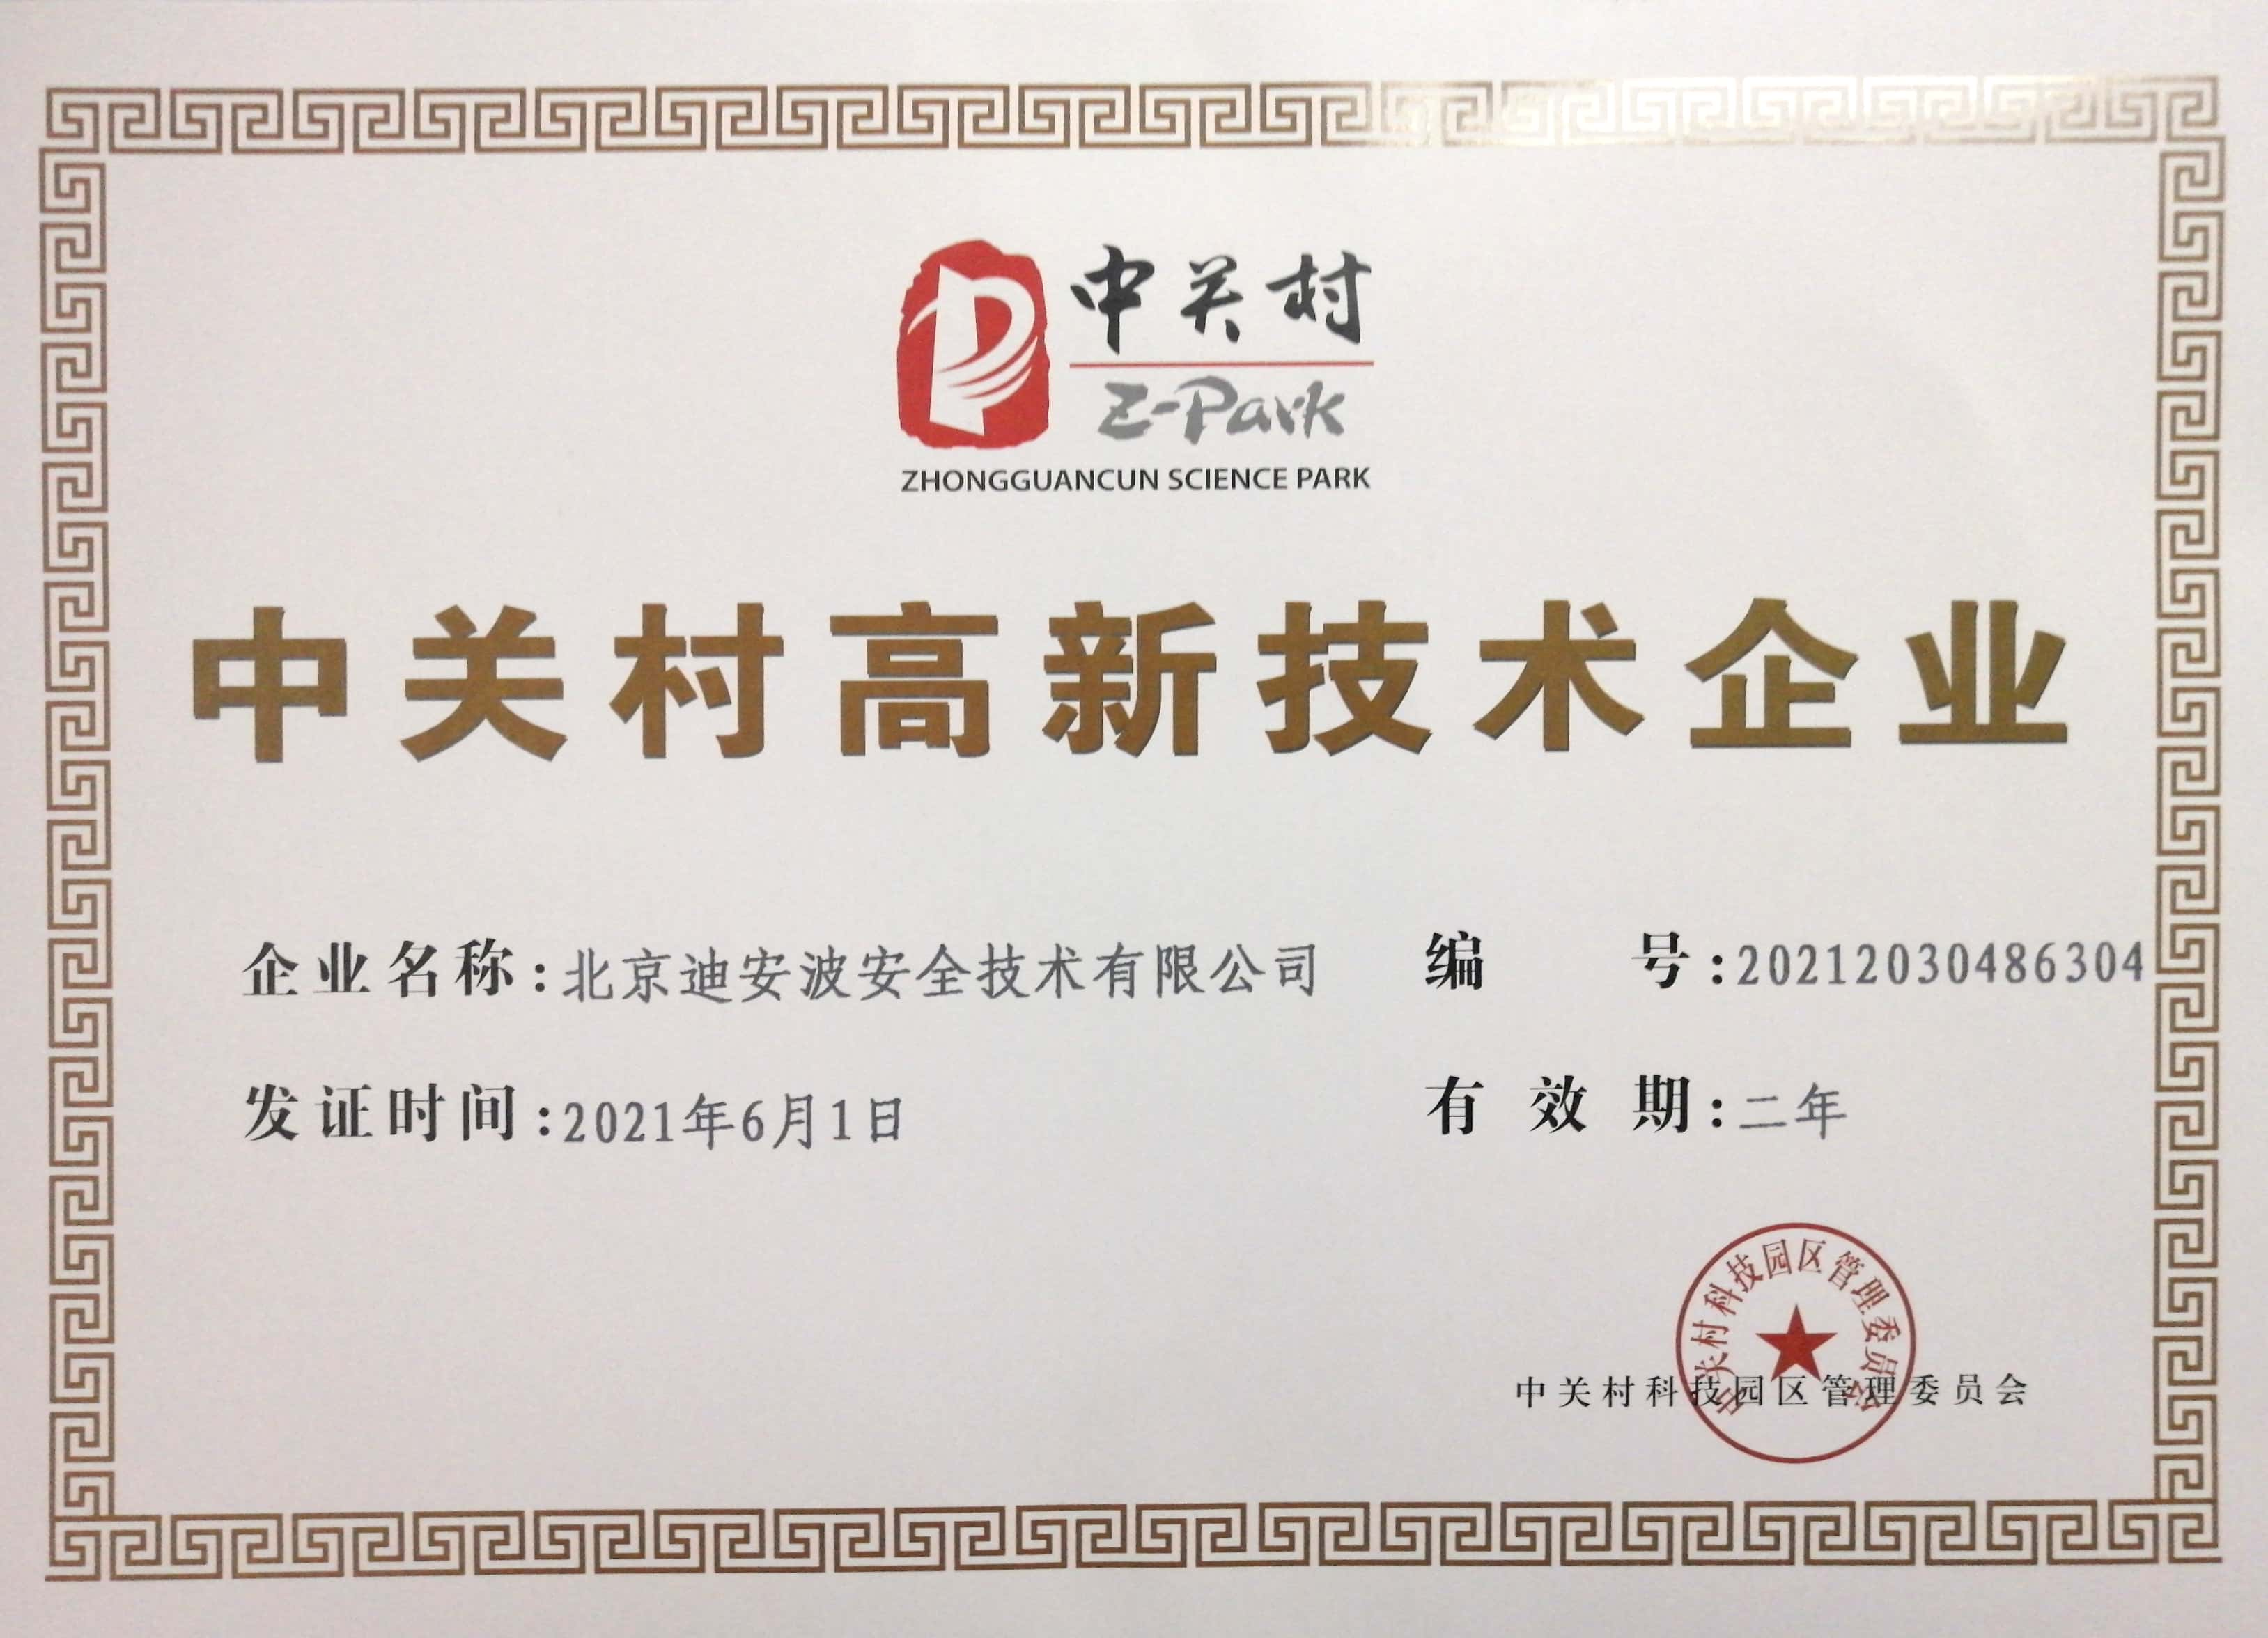 中关村
Z-Park
ZHONGGUANCUN SCIENCE PARK
中关村高新技术企业
企业名称:北京迪安波安全技术有限公司
编 号:20212030486304
发证时间:2021年6月1日
有 效 期:二年
中关村科技园区管理委员会
中关村科技园区管理委员会